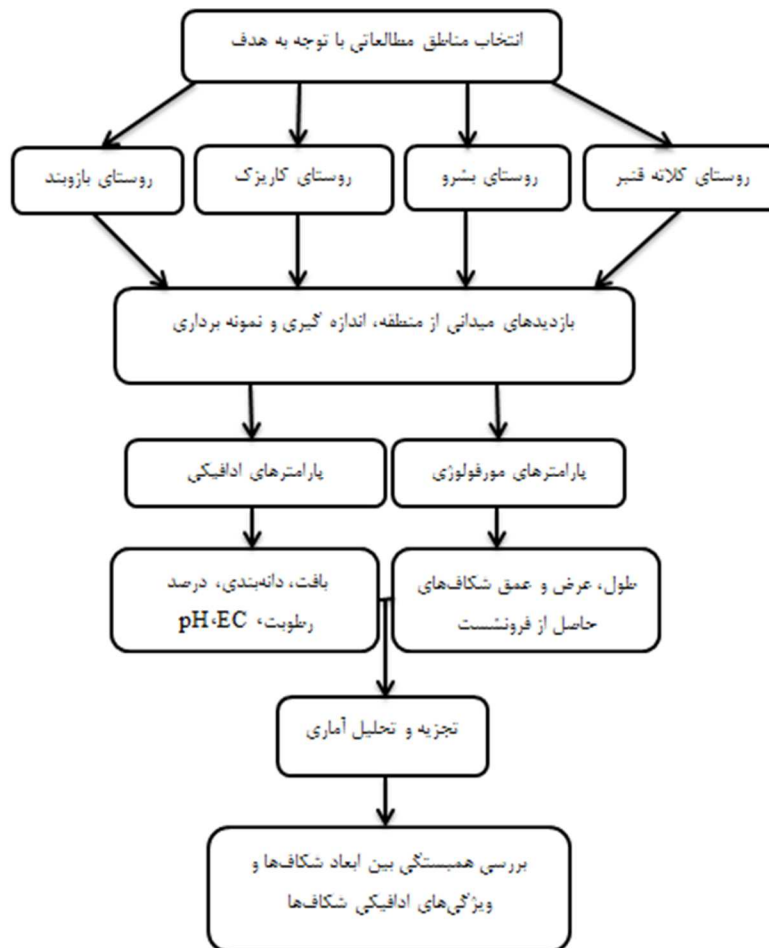 انتخاب مناطق مطالعاتی با توجه به هدف
روستای کلاته قنبر
روستای بشرو
روستای کاریزک
روستای بازوبند
بازدیدهای میدانی از منطقه، اندازه گیری و نمونه برداری
پارامترهای مورفولوژی
پارامترهای ادافیکی
طول، عرض و عمق شکاف‌های
حاصل از فرونشست
بافت، دانه‌بندی، درصد
رطوبت، pH،EC
تجزیه و تحلیل آماری
بررسی همبستگی بین ابعاد شکاف‌ها و
ویژگی‌های ادافیکی شکاف‌ها